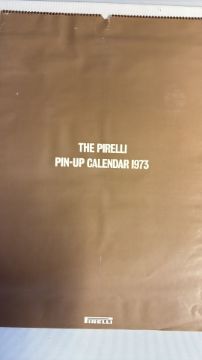 THE PIRELLI
PIN-UP CALENDAR 1973
PIRELLI